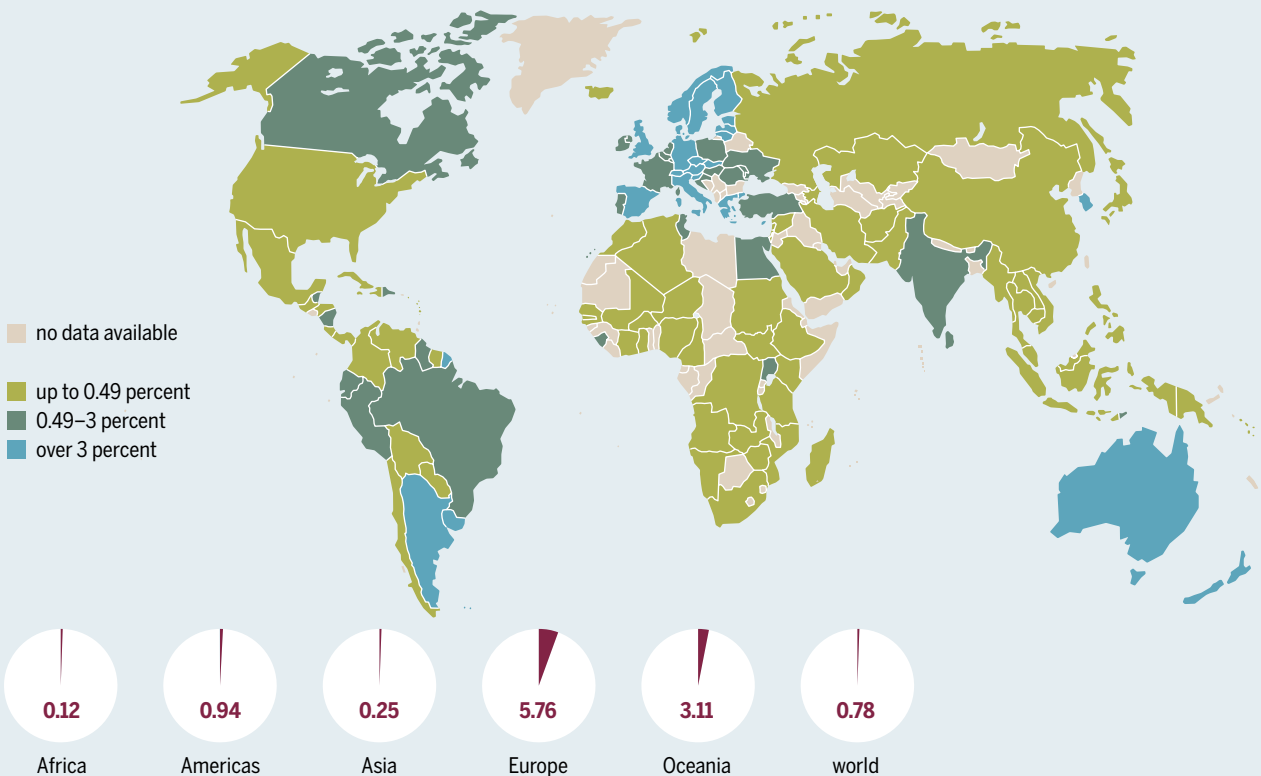 no data available
up to 0.49 percent
0.49–3 percent
over 3 percent
0.12
0.94
0.25
5.76
3.11
0.78
Africa
Americas
Asia
Europe
Oceania
world